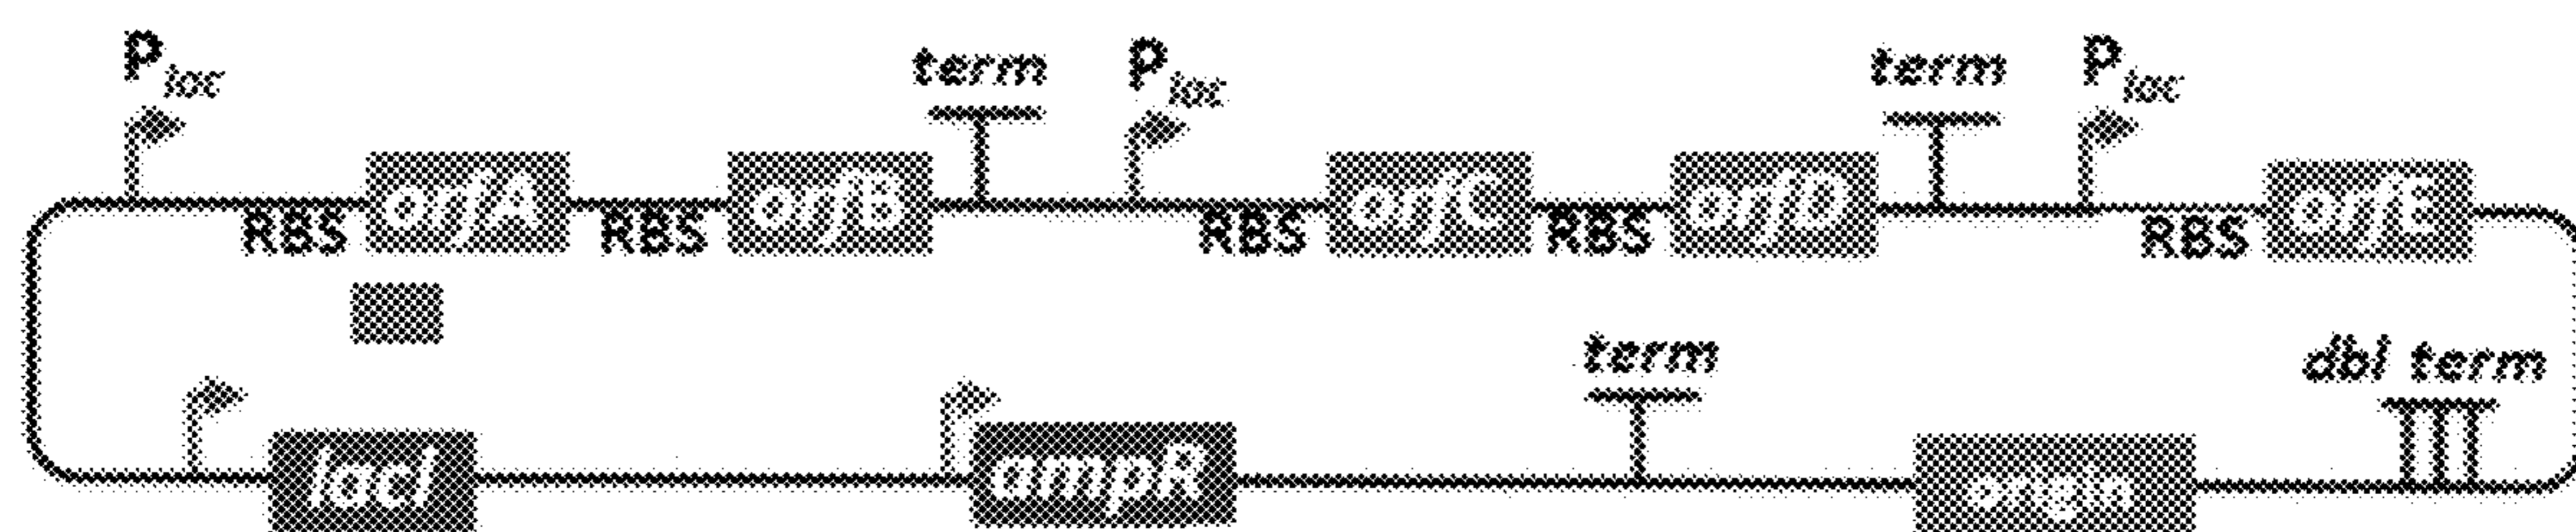 Plac term Plac term Plac
RBS orfA RBS orfB RBS orfC RBS orfD RBS orfE
term dbl term
lacI ampR origin